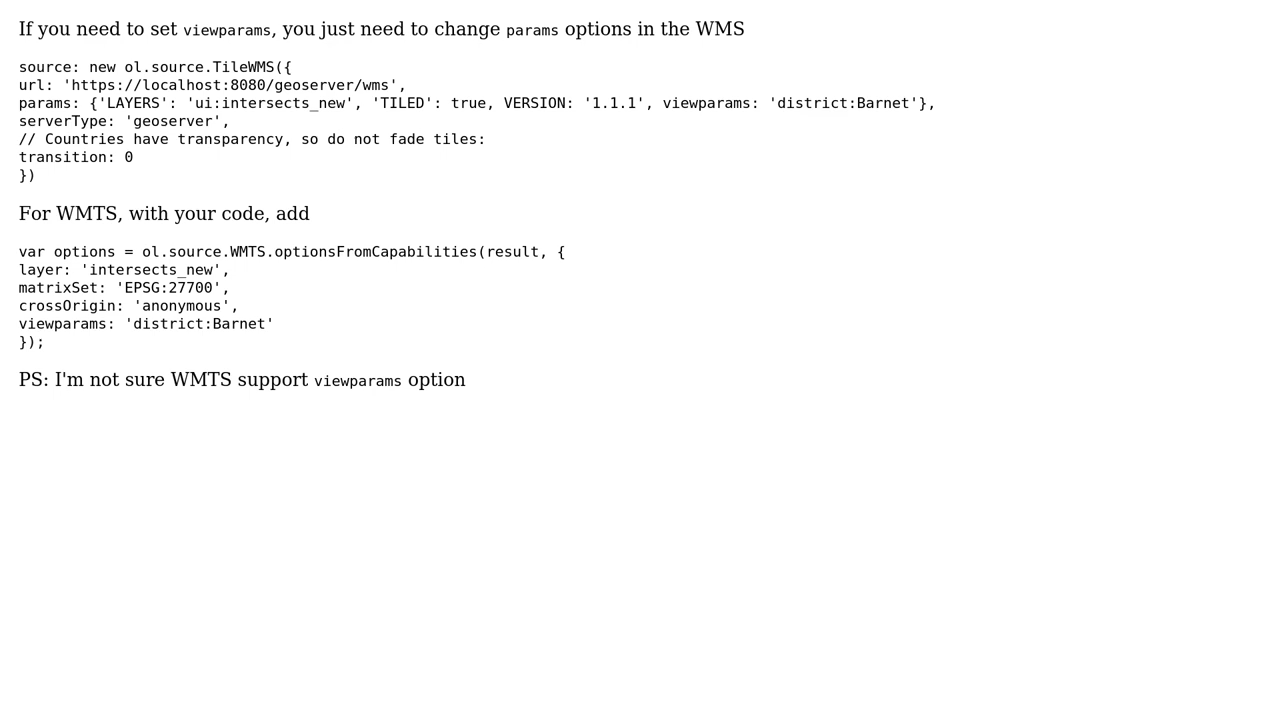 If you need to set viewparams, you just need to change params options in the WMS
source: new ol.source.TileWMS({
url: 'https://localhost:8080/geoserver/wms',
params: {'LAYERS': 'ui:intersects_new', 'TILED': true, VERSION: '1.1.1', viewparams: 'district:Barnet'},
serverType: 'geoserver',
// Countries have transparency, so do not fade tiles:
transition: 0
})
For WMTS, with your code, add
var options = ol.source.WMTS.optionsFromCapabilities(result, {
layer: 'intersects_new',
matrixSet: 'EPSG:27700',
crossOrigin: 'anonymous',
viewparams: 'district:Barnet'
});
PS: I'm not sure WMTS support viewparams option